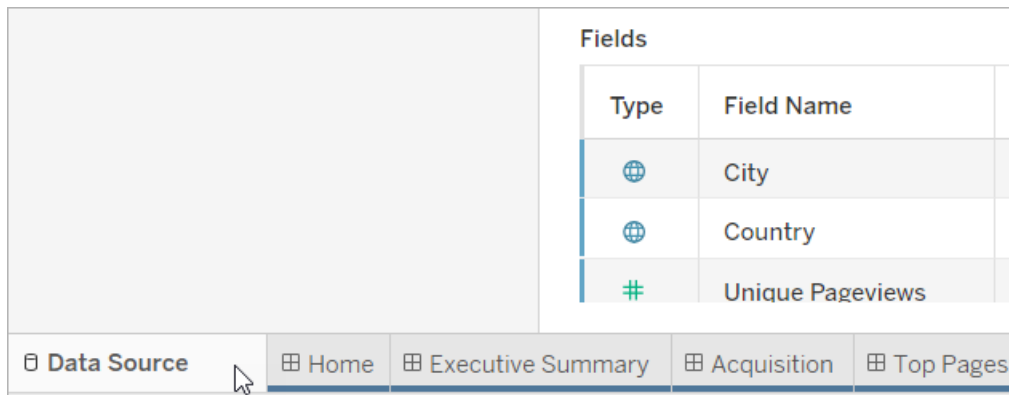 Fields
Type Field Name
City
Country
Unique Pageviews
Data Source Home Executive Summary Acquisition Top Pages